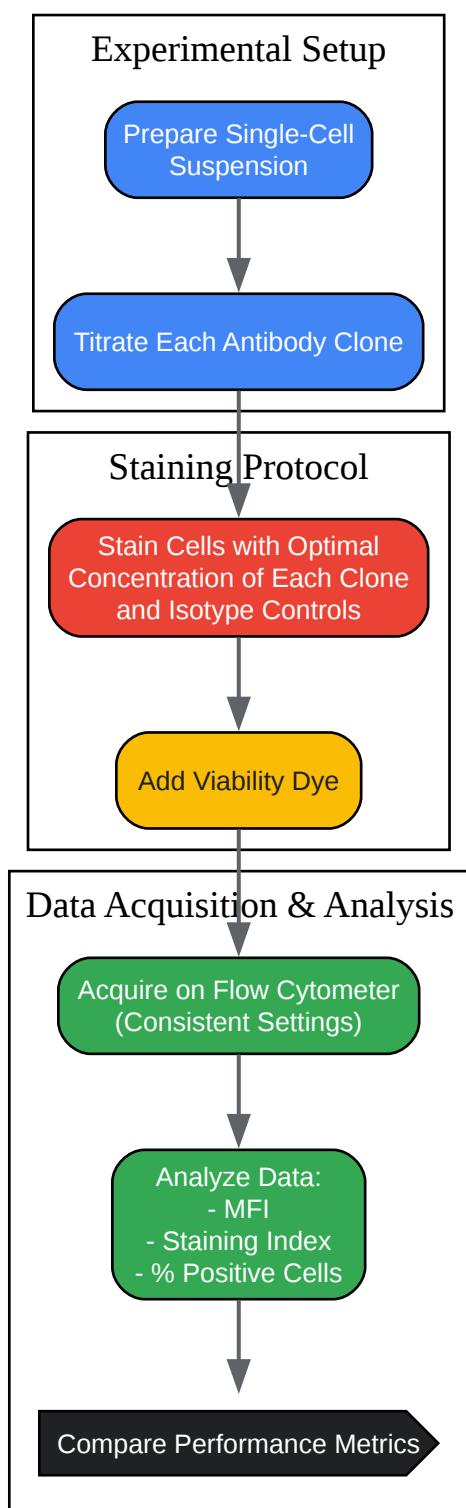 Experimental Setup
Prepare Single-Cell
Suspension
Titrate Each Antibody Clone
Staining Protocol
Stain Cells with Optimal
Concentration of Each Clone
and Isotype Controls
Add Viability Dye
Data Acquisition & Analysis
Acquire on Flow Cytometer
(Consistent Settings)
Analyze Data:
- MFI
- Staining Index
- % Positive Cells
Compare Performance Metrics